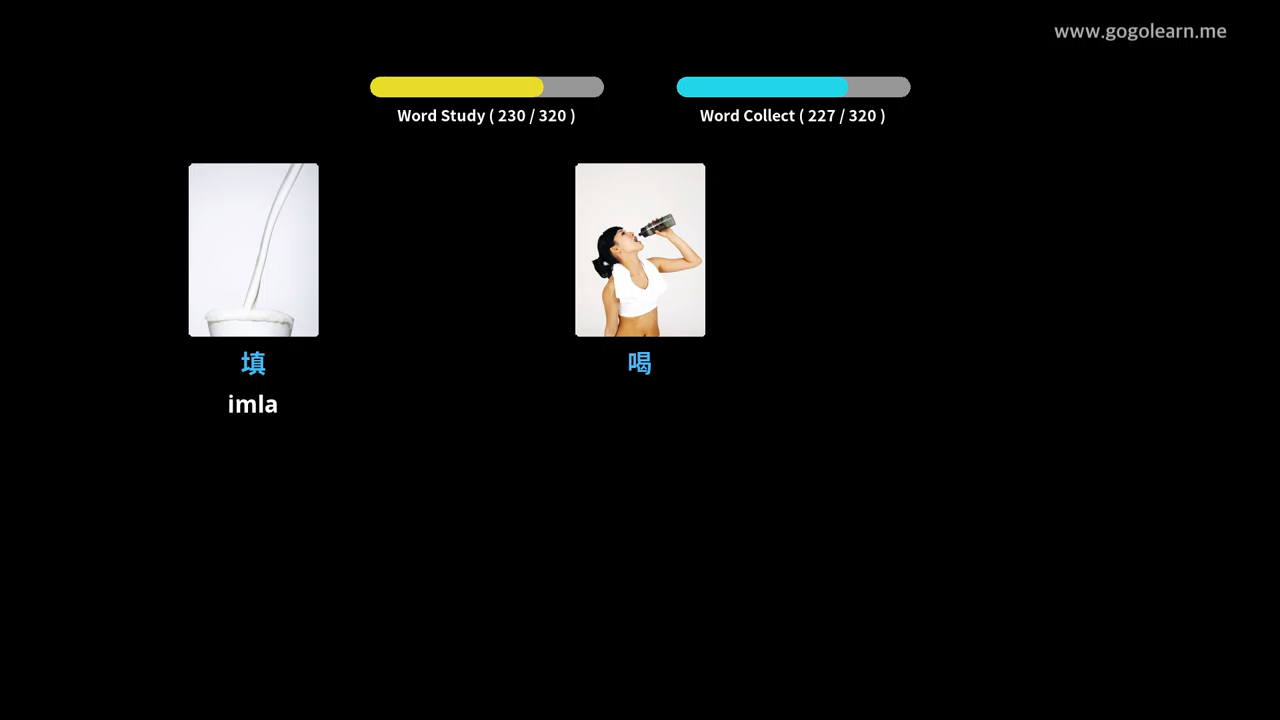 www.gogolearn.me
Word Study ( 230 / 320 )
Word Collect ( 227 / 320 )
填
喝
imla